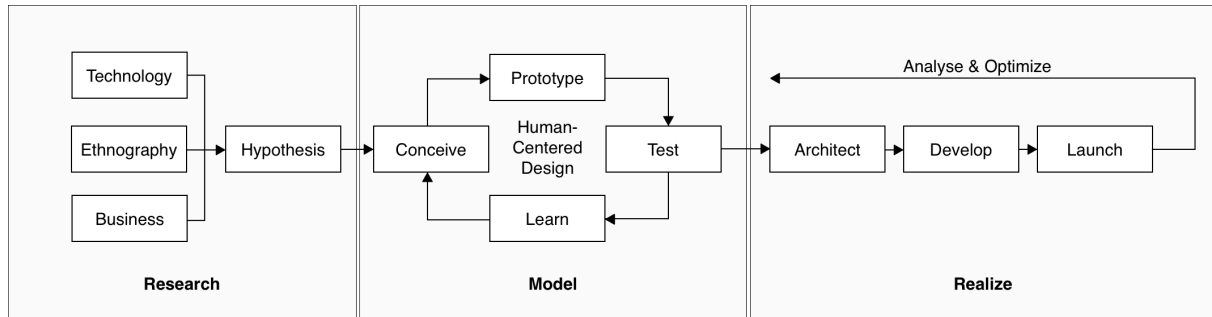 Technology
Ethnography
Business
Hypothesis
Research
Conceive
Prototype
Human-
Centered
Design
Test
Learn
Model
Analyse & Optimize
Architect
Develop
Launch
Realize